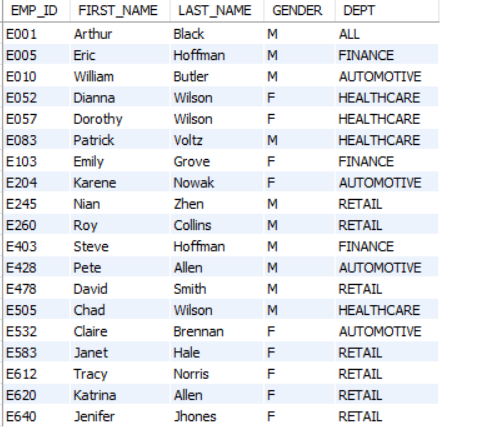 EMP_ID FIRST_NAME LAST_NAME GENDER DEPT
E001 Arthur Black M ALL
E005 Eric Hoffman M FINANCE
E010 William Butler M AUTOMOTIVE
E052 Dianna Wilson F HEALTHCARE
E057 Dorothy Wilson F HEALTHCARE
E083 Patrick Voltz M HEALTHCARE
E103 Emily Grove F FINANCE
E204 Karene Nowak F AUTOMOTIVE
E245 Nian Zhen M RETAIL
E260 Roy Collins M RETAIL
E403 Steve Hoffman M FINANCE
E428 Pete Allen M AUTOMOTIVE
E478 David Smith M RETAIL
E505 Chad Wilson M HEALTHCARE
E532 Claire Brennan F AUTOMOTIVE
E583 Janet Hale F RETAIL
E612 Tracy Norris F RETAIL
E620 Katrina Allen F RETAIL
E640 Jenifer Jhones F RETAIL